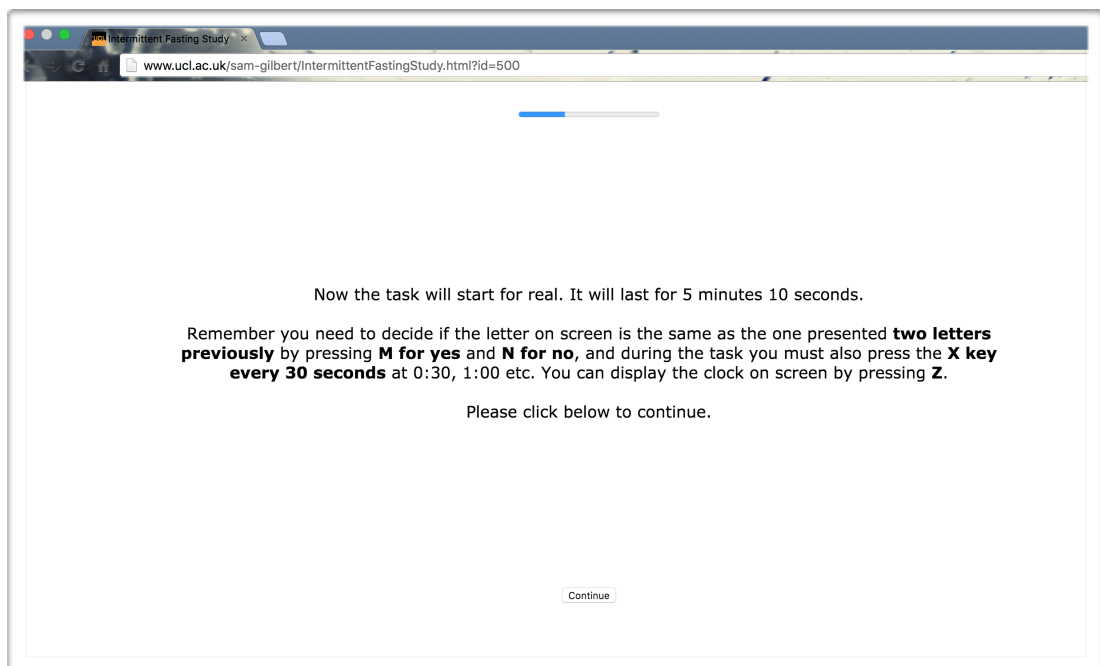 Intermittent Fasting Study
www.ucl.ac.uk/sam-gilbert/IntermittentFastingStudy.html?id=500
Now the task will start for real. It will last for 5 minutes 10 seconds.
Remember you need to decide if the letter on screen is the same as the one presented two letters
previously by pressing M for yes and N for no, and during the task you must also press the X key
every 30 seconds at 0:30, 1:00 etc. You can display the clock on screen by pressing Z.
Please click below to continue.
Continue